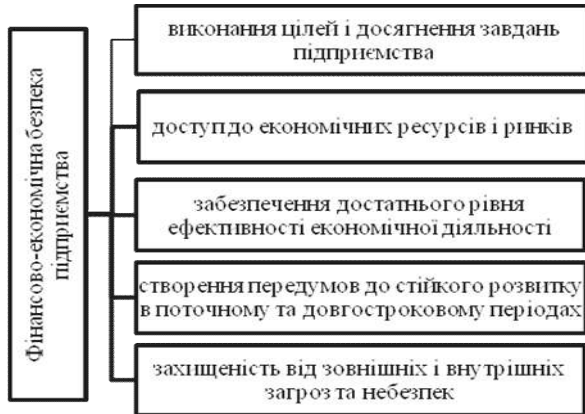 Фінансово-економічна безпека
підприємства
виконання цілей і досягнення завдань
підприємства
доступ до економічних ресурсів і ринків
забезпечення достатнього рівня
ефективності економічної діяльності
створення передумов до стійкого розвитку
в поточному та довгостроковому періодах
захищеність від зовнішніх і внутрішніх
загроз та небезпек